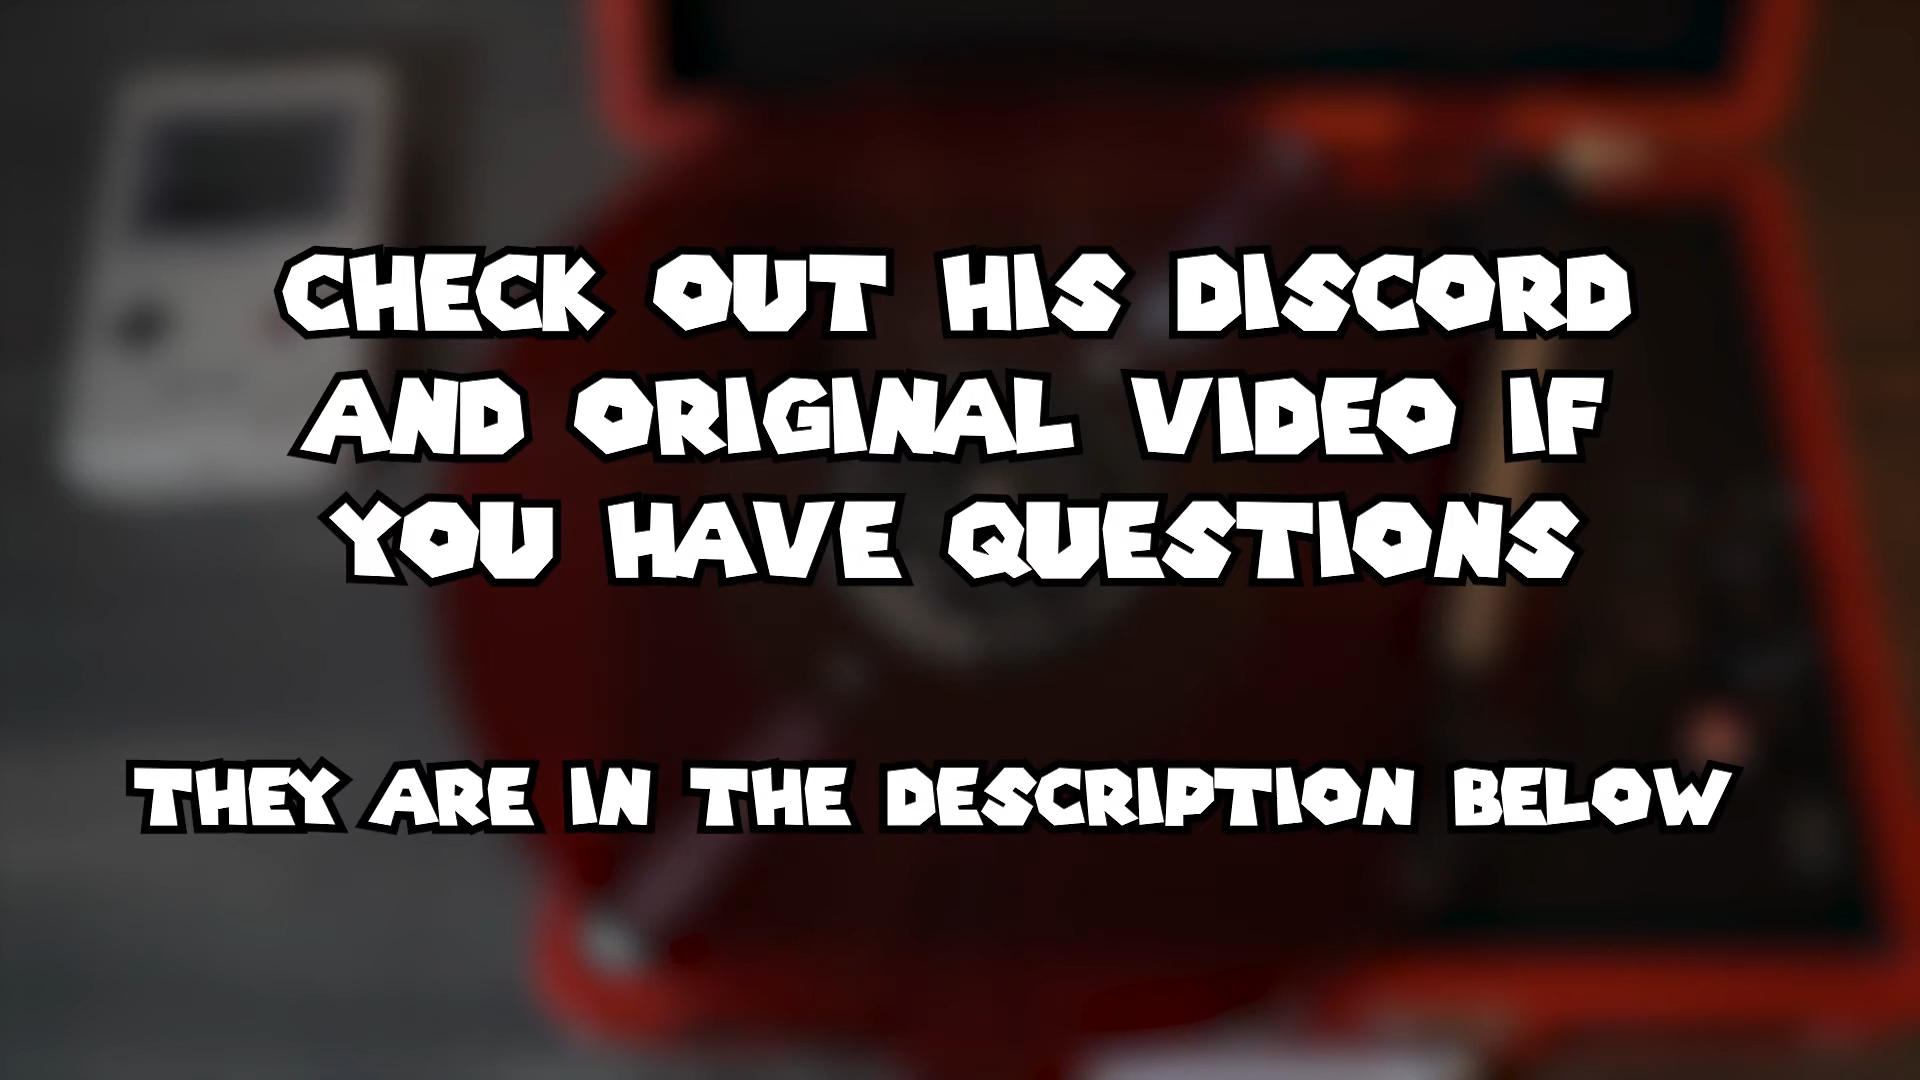 CHECK OUT HIS DISCORD
AND ORIGINAL VIDEO IF
YOU HAVE QUESTIONS
THEY ARE IN THE DESCRIPTION BELOW